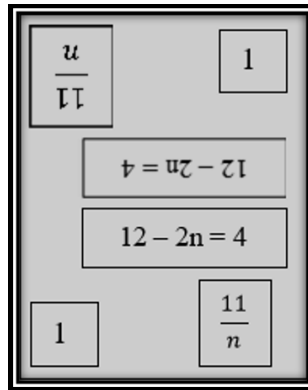 11/n
1
12 – 2n = 4
12 – 2n = 4
1
11/n